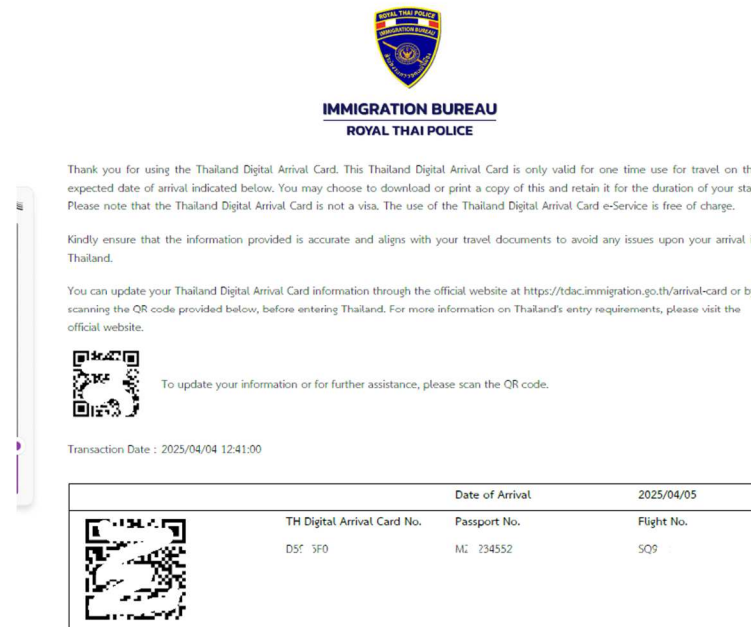 ROYAL THAI POLICE
IMMIGRATION BUREAU
IMMIGRATION BUREAU
ROYAL THAI POLICE
Thank you for using the Thailand Digital Arrival Card. This Thailand Digital Arrival Card is only valid for one time use for travel on th
expected date of arrival indicated below. You may choose to download or print a copy of this and retain it for the duration of your sta
Please note that the Thailand Digital Arrival Card is not a visa. The use of the Thailand Digital Arrival Card e-Service is free of charge.
Kindly ensure that the information provided is accurate and aligns with your travel documents to avoid any issues upon your arrival
Thailand.
You can update your Thailand Digital Arrival Card information through the official website at https://tdac.immigration.go.th/arrival-card or b
scanning the QR code provided below, before entering Thailand. For more information on Thailand's entry requirements, please visit the
official website.
To update your information or for further assistance, please scan the QR code.
Transaction Date : 2025/04/04 12:41:00
Date of Arrival 2025/04/05
TH Digital Arrival Card No. Passport No. Flight No.
234552 SQ9